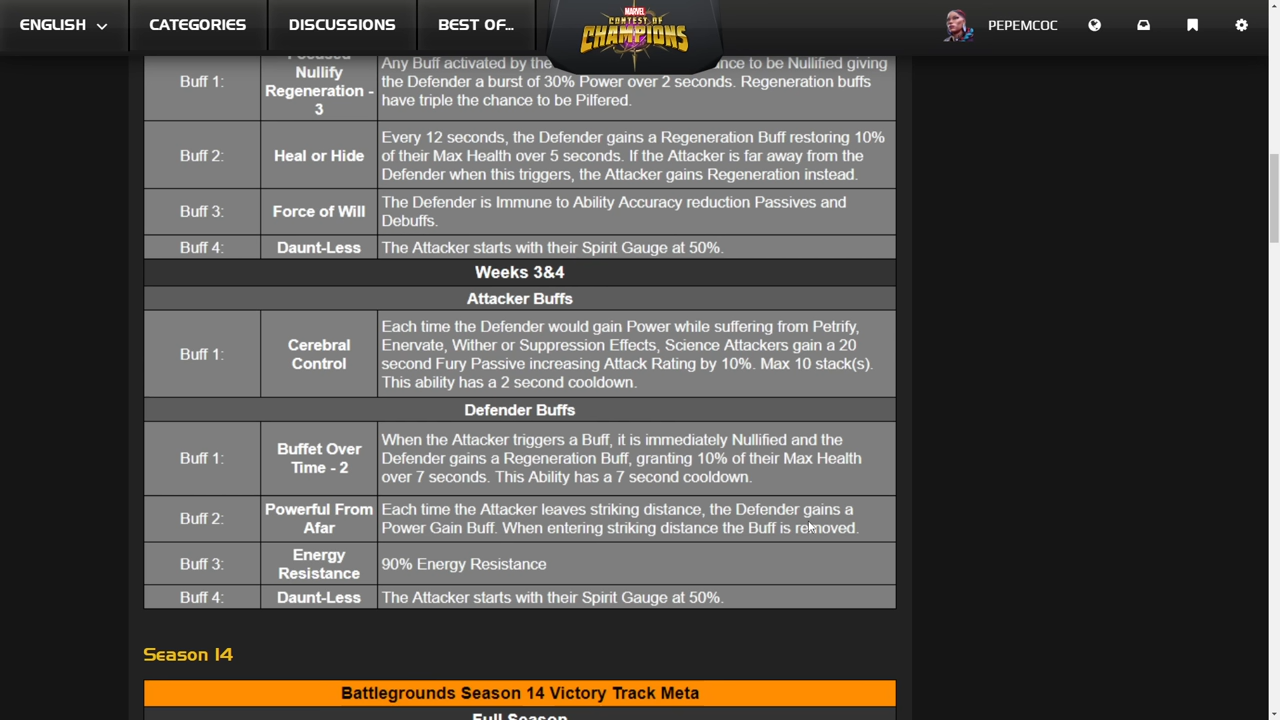 ENGLISH CATEGORIES DISCUSSIONS BEST OF... MARVEL CONTEST OF CHAMPIONS PEPEMCOC
Buff 1: Focused Nullify Regeneration - 3 Any Buff activated by the nce to be Nullified giving
the Defender a burst of 30% Power over 2 seconds. Regeneration buffs
have triple the chance to be Pilfered.
Buff 2: Heal or Hide Every 12 seconds, the Defender gains a Regeneration Buff restoring 10%
of their Max Health over 5 seconds. If the Attacker is far away from the
Defender when this triggers, the Attacker gains Regeneration instead.
Buff 3: Force of Will The Defender is Immune to Ability Accuracy reduction Passives and
Debuffs.
Buff 4: Daunt-Less The Attacker starts with their Spirit Gauge at 50%.
Weeks 3&4
Attacker Buffs
Buff 1: Cerebral Control Each time the Defender would gain Power while suffering from Petrify,
Enervate, Wither or Suppression Effects, Science Attackers gain a 20
second Fury Passive increasing Attack Rating by 10%. Max 10 stack(s).
This ability has a 2 second cooldown.
Defender Buffs
Buff 1: Buffet Over Time - 2 When the Attacker triggers a Buff, it is immediately Nullified and the
Defender gains a Regeneration Buff, granting 10% of their Max Health
over 7 seconds. This Ability has a 7 second cooldown.
Buff 2: Powerful From Afar Each time the Attacker leaves striking distance, the Defender gains a
Power Gain Buff. When entering striking distance the Buff is removed.
Buff 3: Energy Resistance 90% Energy Resistance
Buff 4: Daunt-Less The Attacker starts with their Spirit Gauge at 50%.
Season 14
Battlegrounds Season 14 Victory Track Meta
Full Season